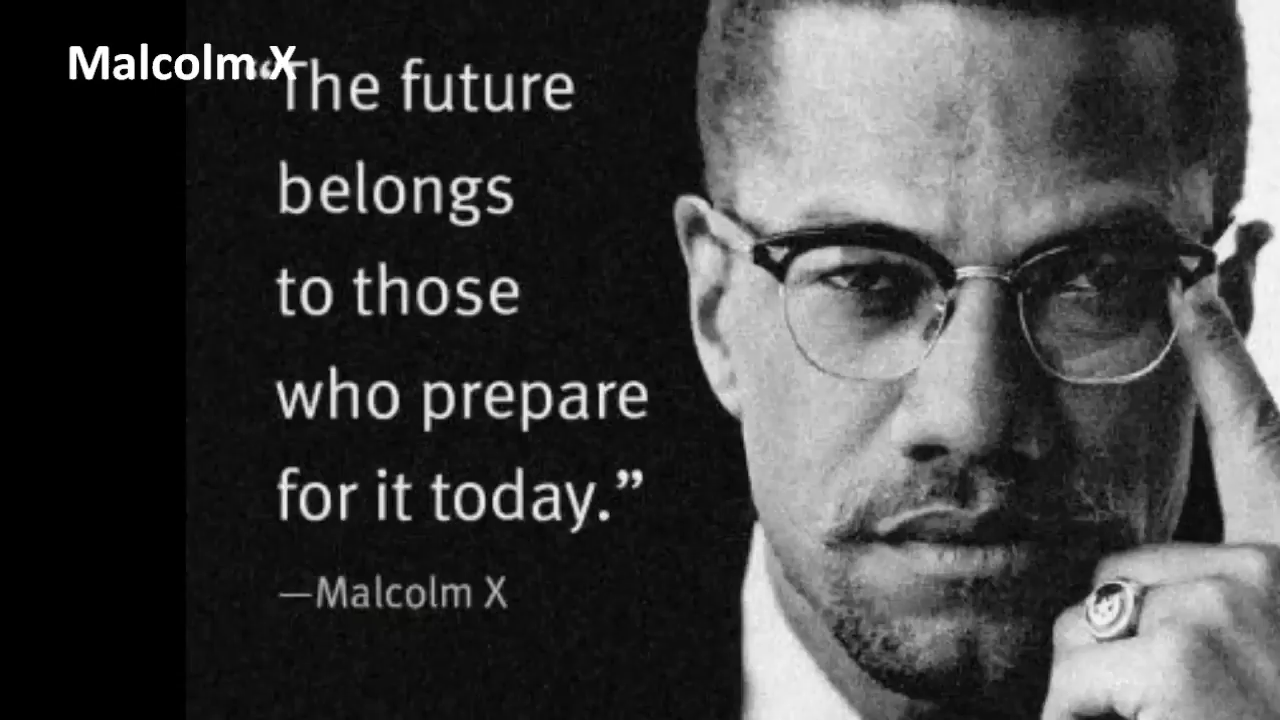 Malcolm X
“The future
belongs
to those
who prepare
for it today.”
—Malcolm X